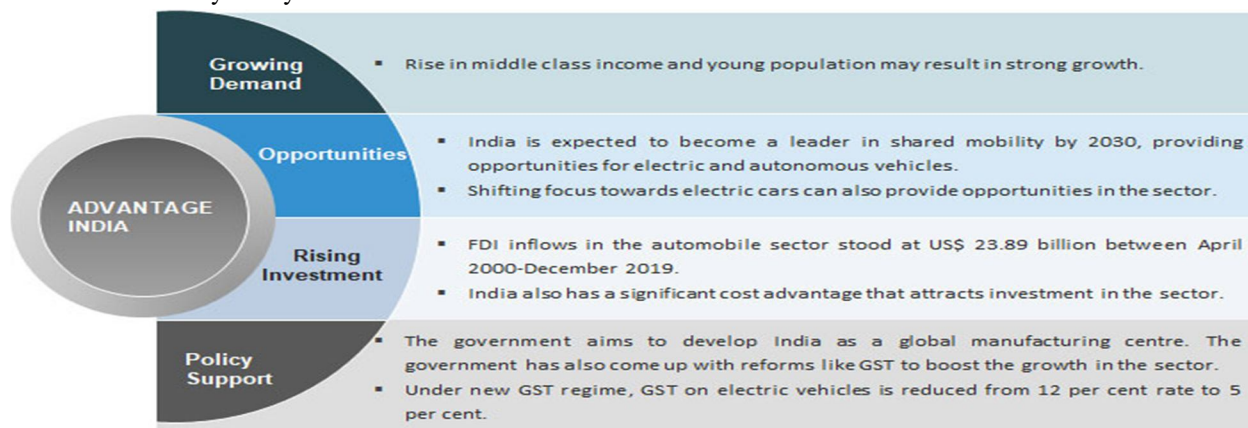 ADVANTAGE
INDIA
Growing
Demand
▪ Rise in middle class income and young population may result in strong growth.
Opportunities
▪ India is expected to become a leader in shared mobility by 2030, providing
opportunities for electric and autonomous vehicles.
▪ Shifting focus towards electric cars can also provide opportunities in the sector.
Rising
Investment
▪ FDI inflows in the automobile sector stood at US$ 23.89 billion between April
2000-December 2019.
▪ India also has a significant cost advantage that attracts investment in the sector.
Policy
Support
▪ The government aims to develop India as a global manufacturing centre. The
government has also come up with reforms like GST to boost the growth in the sector.
▪ Under new GST regime, GST on electric vehicles is reduced from 12 per cent rate to 5
per cent.